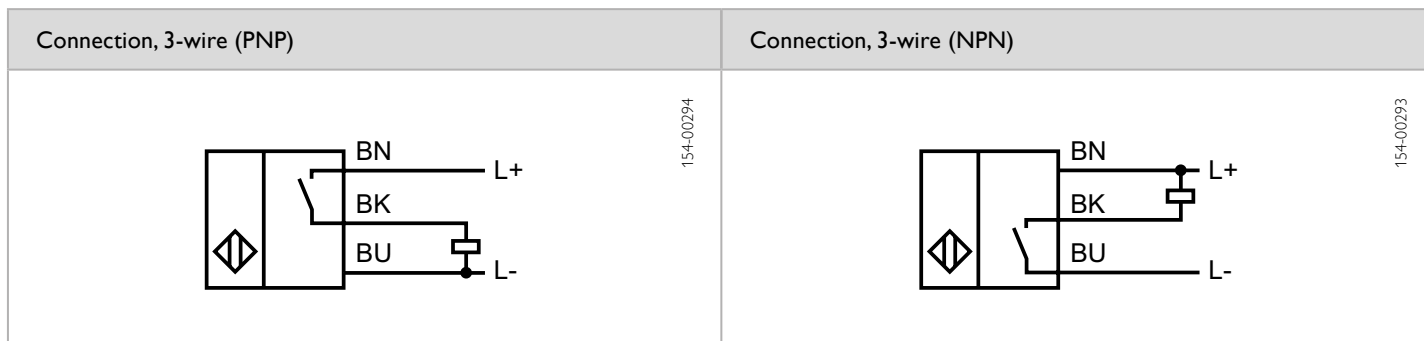 Connection, 3-wire (PNP)
Connection, 3-wire (NPN)
BN
L+
BK
BU
L-
154-00294
BN
L+
BK
BU
L-
154-00293